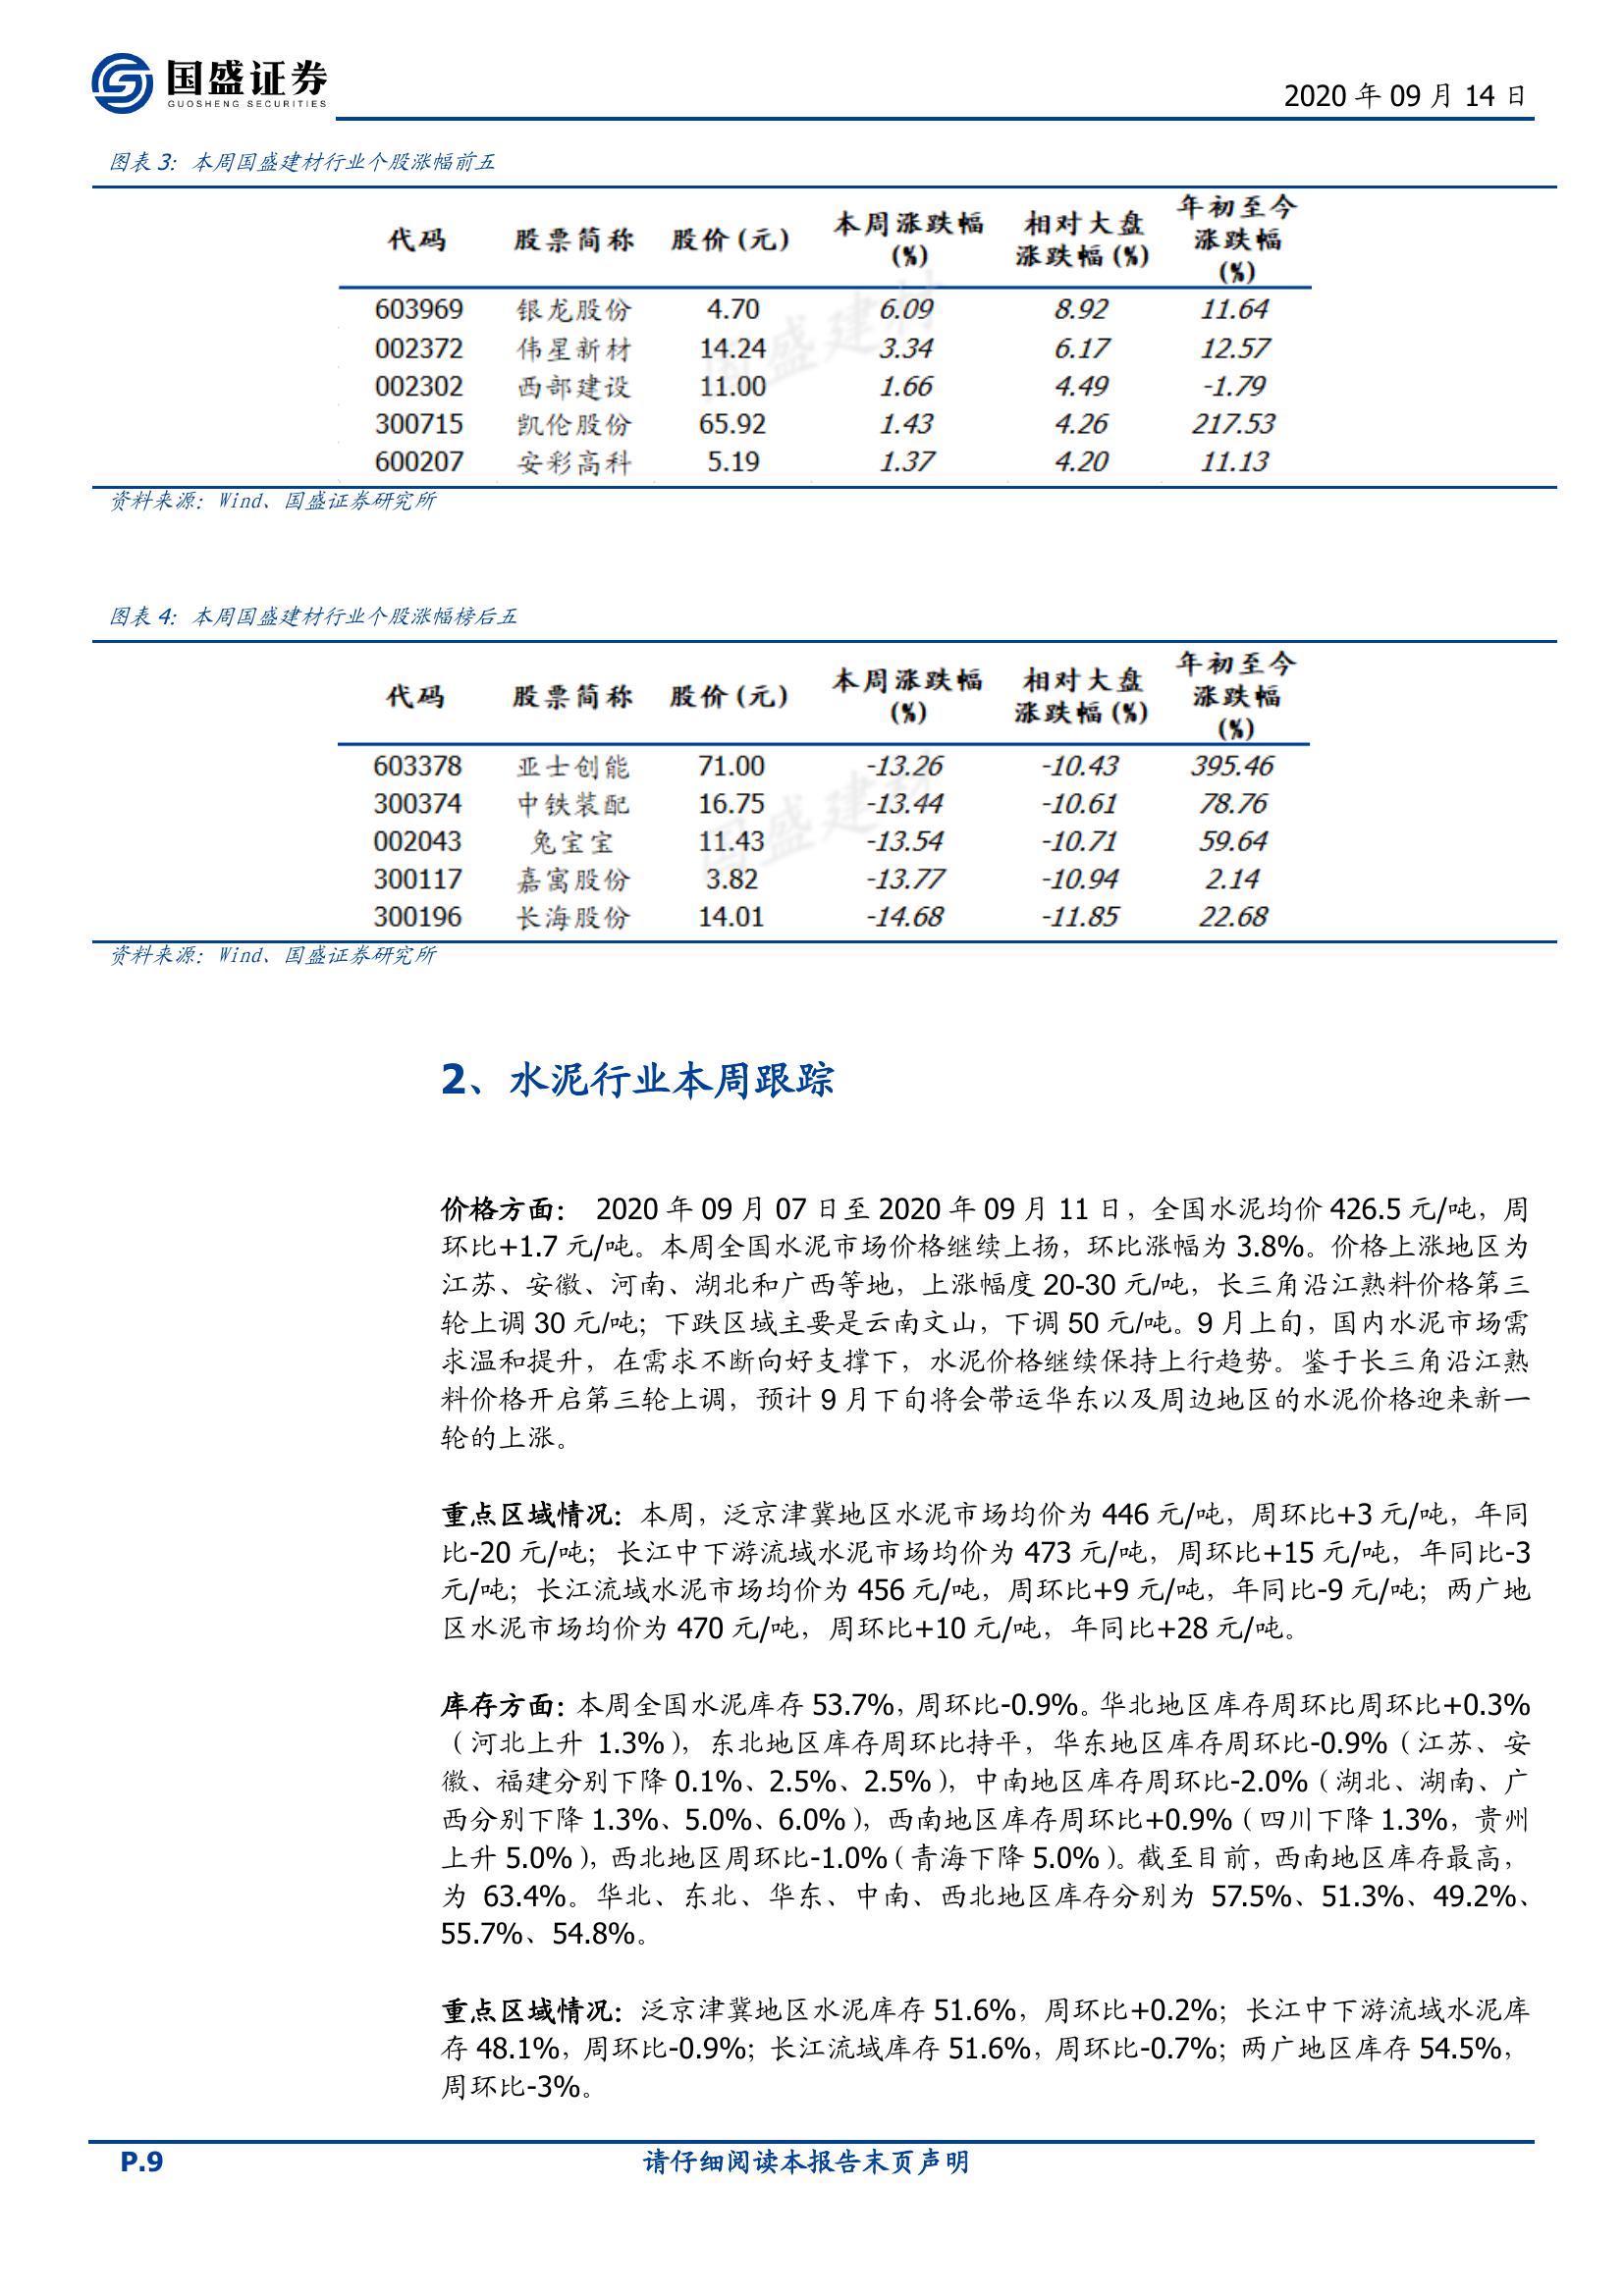 国盛证券
GUOSHENG SECURITIES
2020 年 09 月 14 日
图表 3：本周国盛建材行业个股涨幅前五
代码 股票简称 股价(元) 本周涨跌幅(%) 相对大盘涨跌幅(%) 年初至今涨跌幅(%)
603969 银龙股份 4.70 6.09 8.92 11.64
002372 伟星新材 14.24 3.34 6.17 12.57
002302 西部建设 11.00 1.66 4.49 -1.79
300715 凯伦股份 65.92 1.43 4.26 217.53
600207 安彩高科 5.19 1.37 4.20 11.13
国盛建材
资料来源：Wind、国盛证券研究所
图表 4：本周国盛建材行业个股涨幅榜后五
代码 股票简称 股价(元) 本周涨跌幅(%) 相对大盘涨跌幅(%) 年初至今涨跌幅(%)
603378 亚士创能 71.00 -13.26 -10.43 395.46
300374 中铁装配 16.75 -13.44 -10.61 78.76
002043 兔宝宝 11.43 -13.54 -10.71 59.64
300117 嘉寓股份 3.82 -13.77 -10.94 2.14
300196 长海股份 14.01 -14.68 -11.85 22.68
国盛建材
资料来源：Wind、国盛证券研究所
2、水泥行业本周跟踪
价格方面： 2020 年 09 月 07 日至 2020 年 09 月 11 日，全国水泥均价 426.5 元/吨，周
环比+1.7 元/吨。本周全国水泥市场价格继续上扬，环比涨幅为 3.8%。价格上涨地区为
江苏、安徽、河南、湖北和广西等地，上涨幅度 20-30 元/吨，长三角沿江熟料价格第三
轮上调 30 元/吨；下跌区域主要是云南文山，下调 50 元/吨。9 月上旬，国内水泥市场需
求温和提升，在需求不断向好支撑下，水泥价格继续保持上行趋势。鉴于长三角沿江熟
料价格开启第三轮上调，预计 9 月下旬将会带运华东以及周边地区的水泥价格迎来新一
轮的上涨。
重点区域情况：本周，泛京津冀地区水泥市场均价为 446 元/吨，周环比+3 元/吨，年同
比-20 元/吨；长江中下游流域水泥市场均价为 473 元/吨，周环比+15 元/吨，年同比-3
元/吨；长江流域水泥市场均价为 456 元/吨，周环比+9 元/吨，年同比-9 元/吨；两广地
区水泥市场均价为 470 元/吨，周环比+10 元/吨，年同比+28 元/吨。
库存方面：本周全国水泥库存 53.7%，周环比-0.9%。华北地区库存周环比周环比+0.3%
（河北上升 1.3%），东北地区库存周环比持平，华东地区库存周环比-0.9%（江苏、安
徽、福建分别下降 0.1%、2.5%、2.5%），中南地区库存周环比-2.0%（湖北、湖南、广
西分别下降 1.3%、5.0%、6.0%），西南地区库存周环比+0.9%（四川下降 1.3%，贵州
上升 5.0%），西北地区周环比-1.0%（青海下降 5.0%）。截至目前，西南地区库存最高，
为 63.4%。华北、东北、华东、中南、西北地区库存分别为 57.5%、51.3%、49.2%、
55.7%、54.8%。
重点区域情况：泛京津冀地区水泥库存 51.6%，周环比+0.2%；长江中下游流域水泥库
存 48.1%，周环比-0.9%；长江流域库存 51.6%，周环比-0.7%；两广地区库存 54.5%，
周环比-3%。
P.9 请仔细阅读本报告末页声明